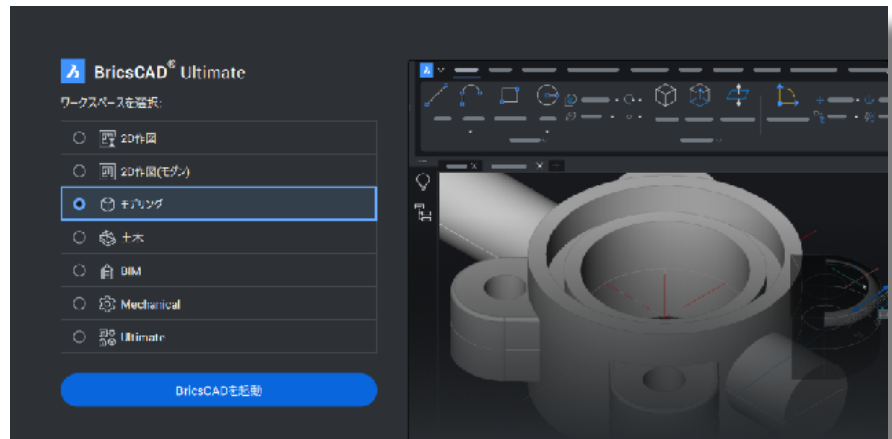 BricsCAD® Ultimate
ワークスペースを選択:
2D作図
2D作図(モダン)
モデリング
土木
BIM
Mechanical
Ultimate
BricsCADを起動